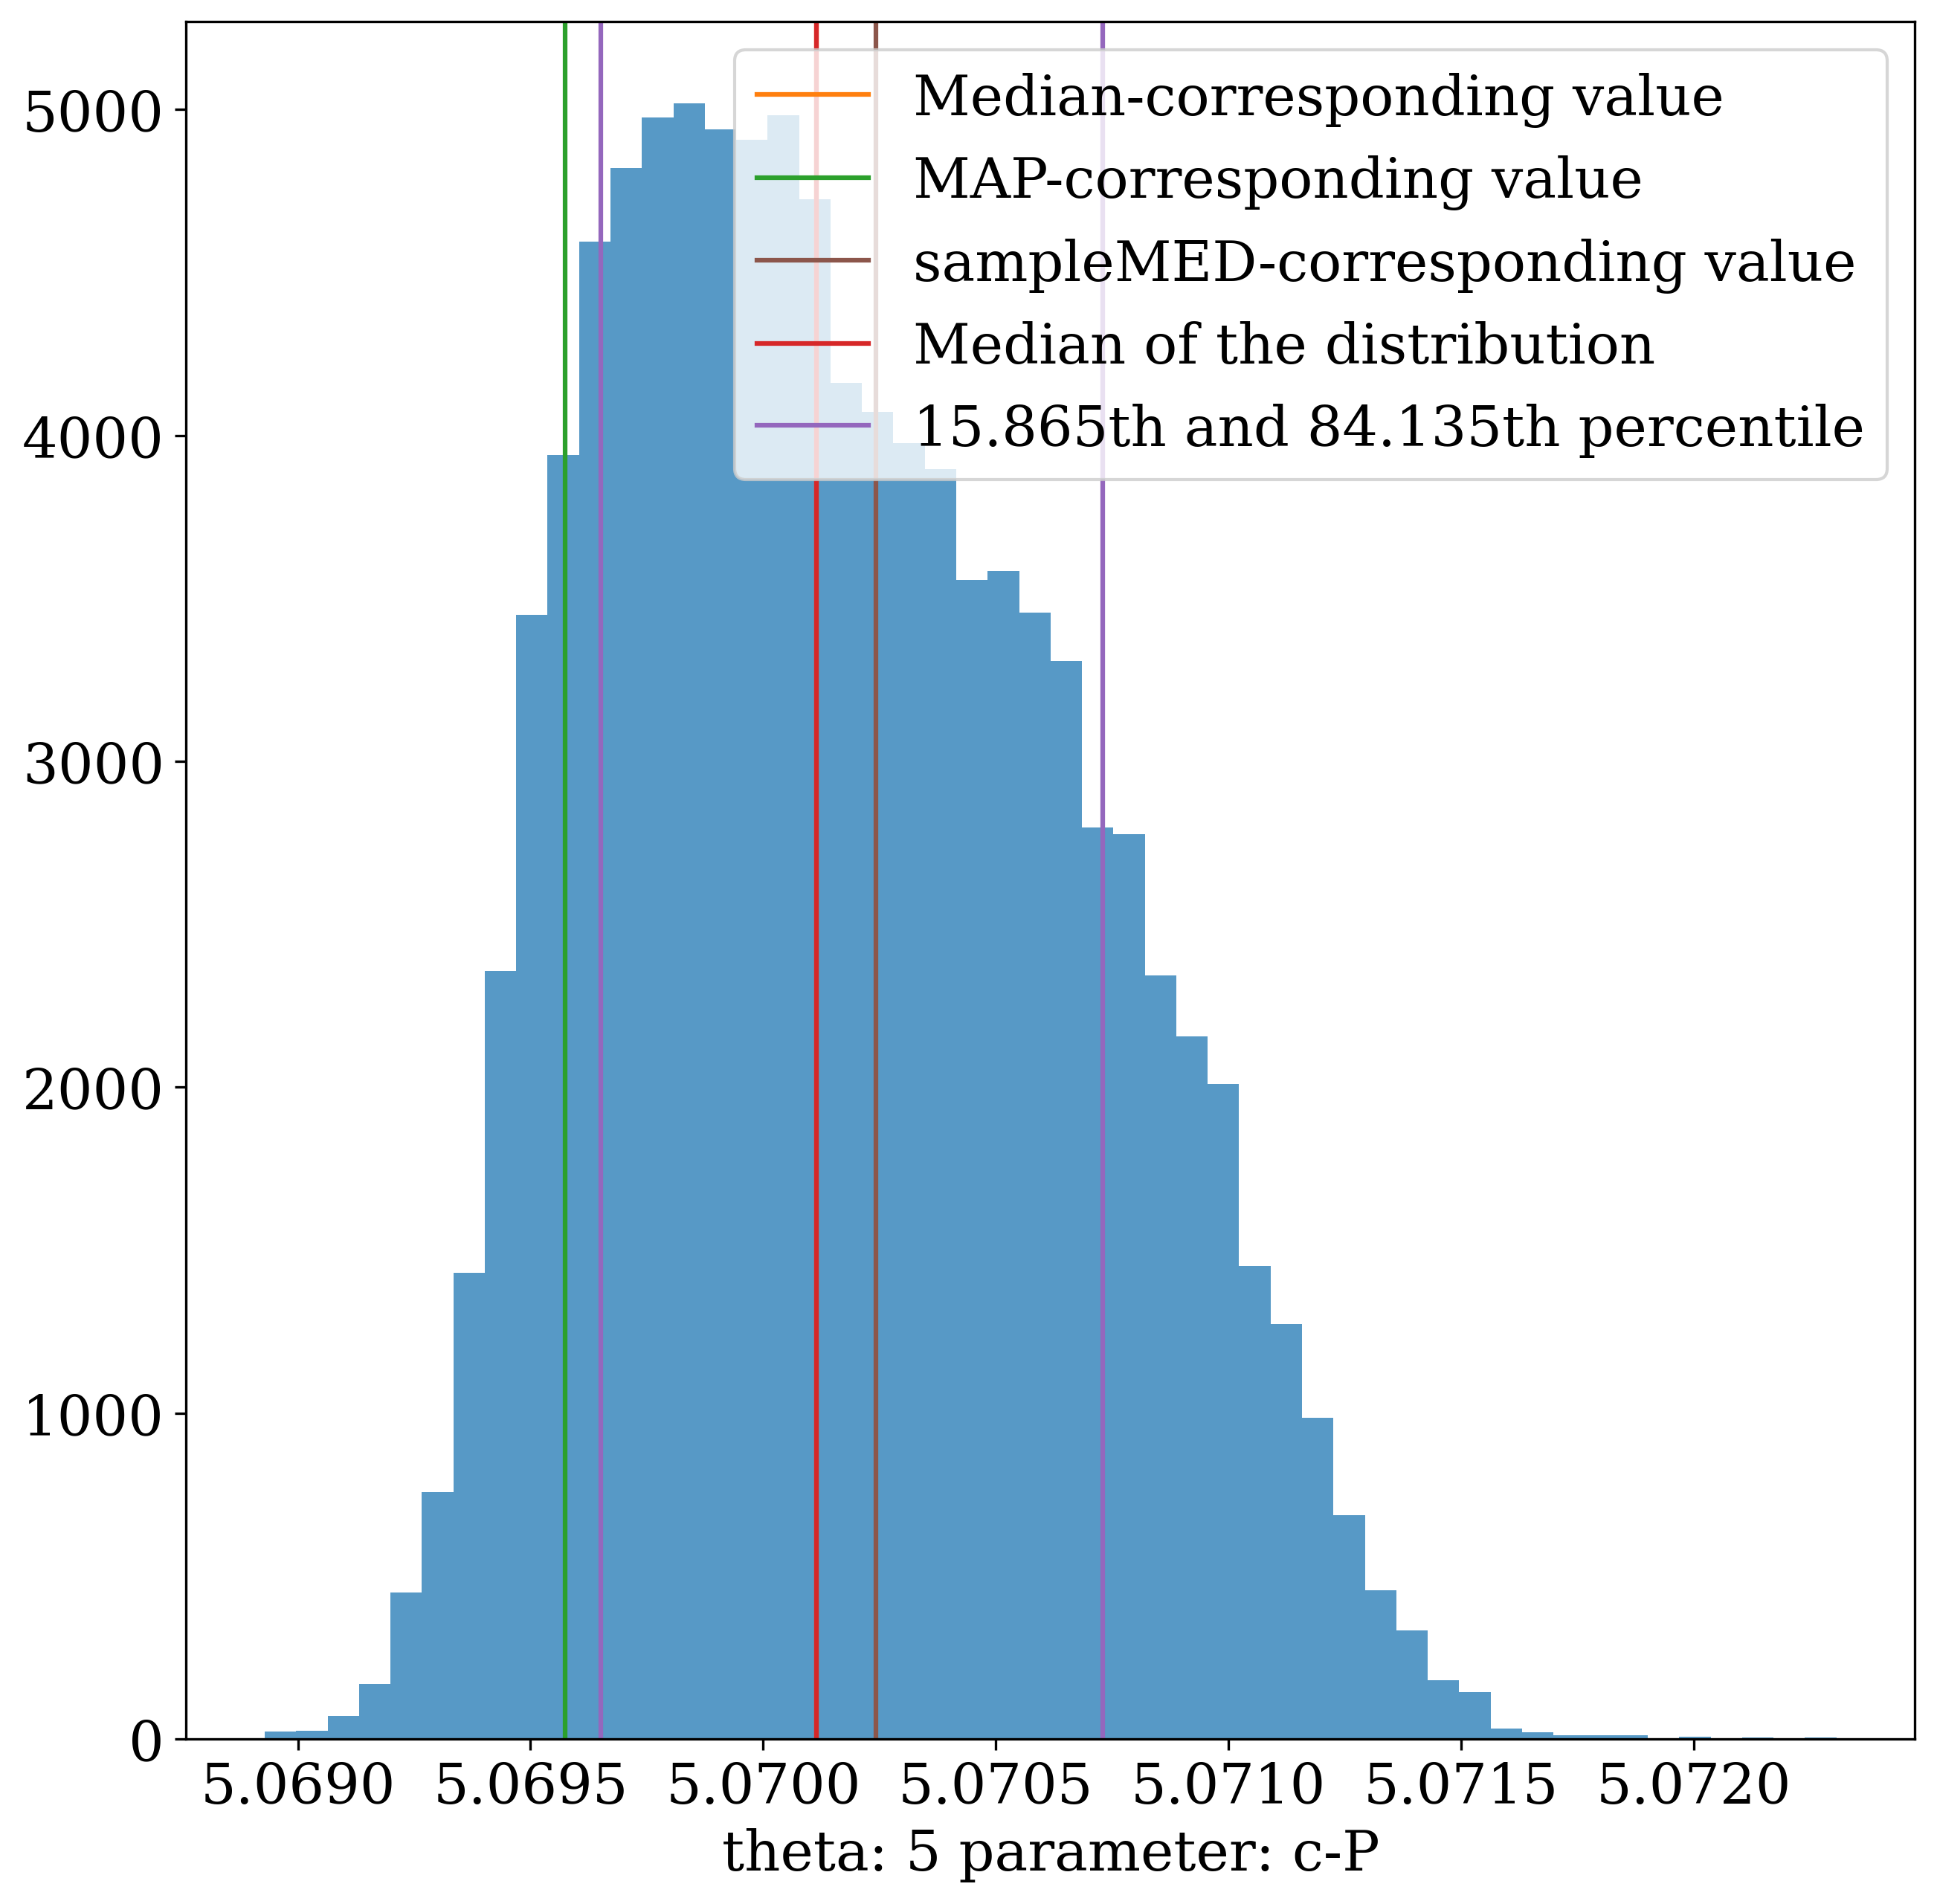 5000
4000
3000
2000
1000
0
Median-corresponding value
MAP-corresponding value
sampleMED-corresponding value
Median of the distribution
15.865th and 84.135th percentile
5.0690 5.0695 5.0700 5.0705 5.0710 5.0715 5.0720
theta: 5 parameter: c-P